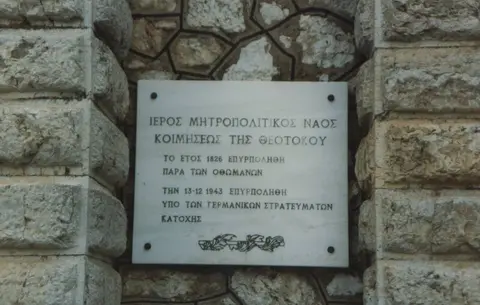 ΙΕΡΟΣ ΜΗΤΡΟΠΟΛΙΤΙΚΟΣ ΝΑΟΣ
ΚΟΙΜΗΣΕΩΣ ΤΗΣ ΘΕΟΤΟΚΟΥ
ΤΟ ΕΤΟΣ 1826 ΕΠΥΡΠΟΛΗΘΗ
ΠΑΡΑ ΤΩΝ ΟΘΩΜΑΝΩΝ
ΤΗΝ 13-12 1943 ΕΠΥΡΠΟΛΗΘΗ
ΥΠΟ ΤΩΝ ΓΕΡΜΑΝΙΚΩΝ ΣΤΡΑΤΕΥΜΑΤΩΝ
ΚΑΤΟΧΗΣ